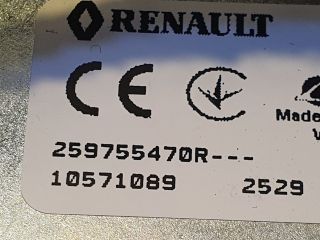 RENAULT
CE
Made
259755470R---
10571089 2529